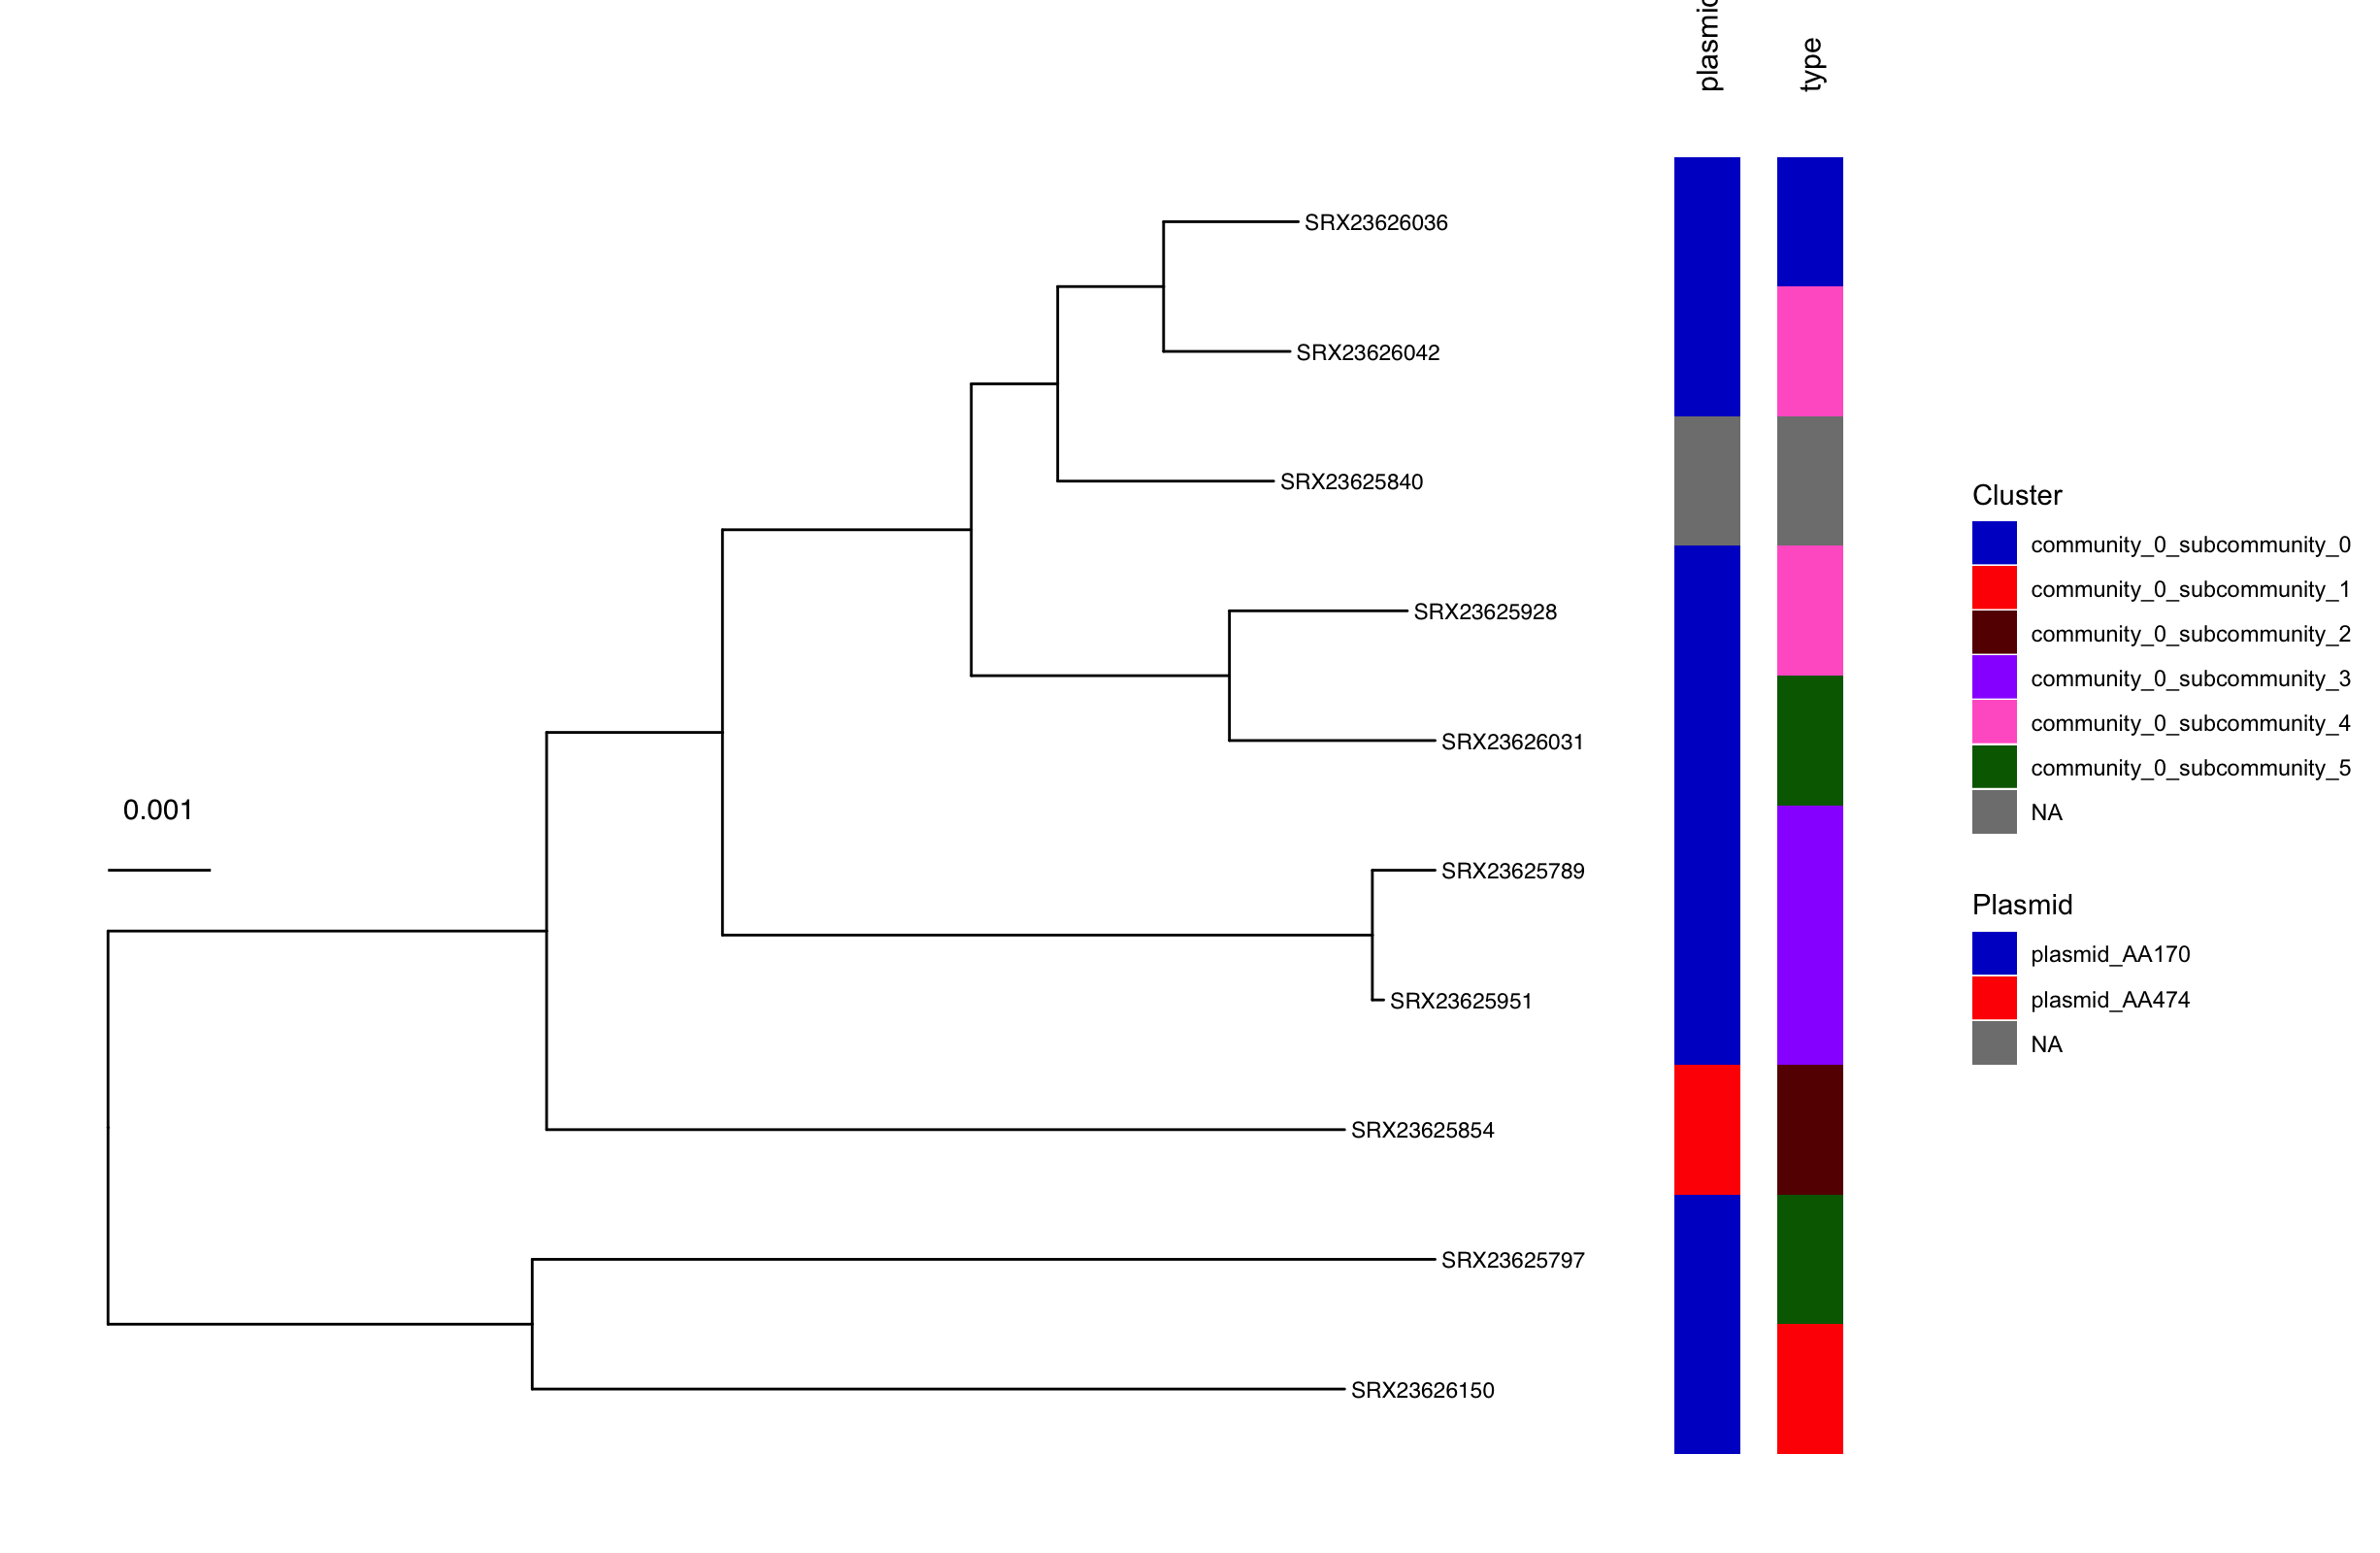 plasmid
type
SRX23626036
SRX23626042
SRX23625840
SRX23625928
SRX23626031
SRX23625789
SRX23625951
SRX23625854
SRX23625797
SRX23626150
0.001
Cluster
community_0_subcommunity_0
community_0_subcommunity_1
community_0_subcommunity_2
community_0_subcommunity_3
community_0_subcommunity_4
community_0_subcommunity_5
NA
Plasmid
plasmid_AA170
plasmid_AA474
NA